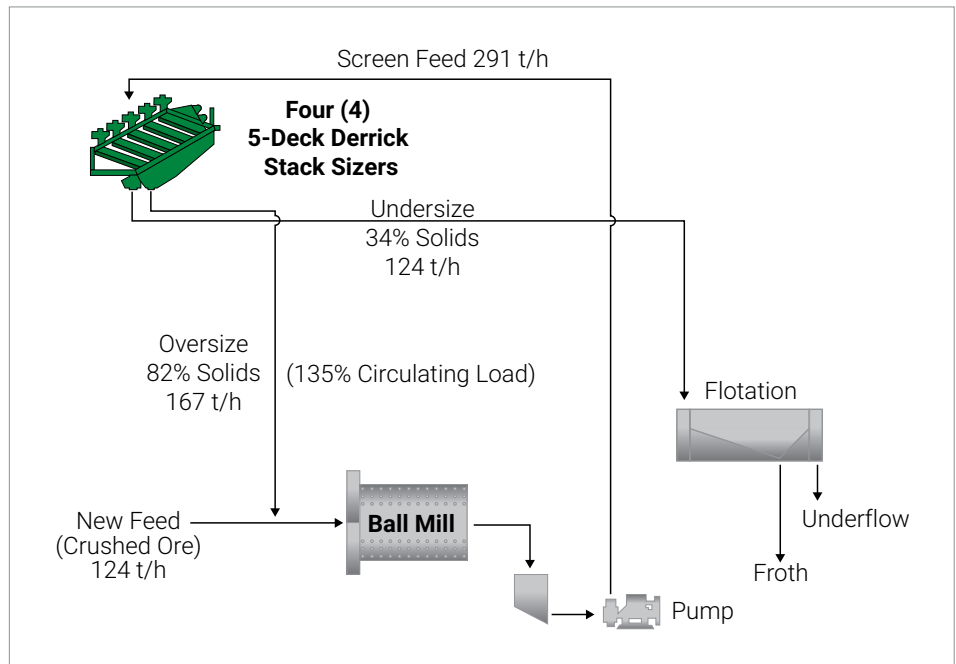 Screen Feed 291 t/h
Four (4)
5-Deck Derrick
Stack Sizers
Undersize
34% Solids
124 t/h
Oversize
82% Solids
167 t/h
(135% Circulating Load)
Flotation
Underflow
Froth
New Feed
(Crushed Ore)
124 t/h
Ball Mill
Pump